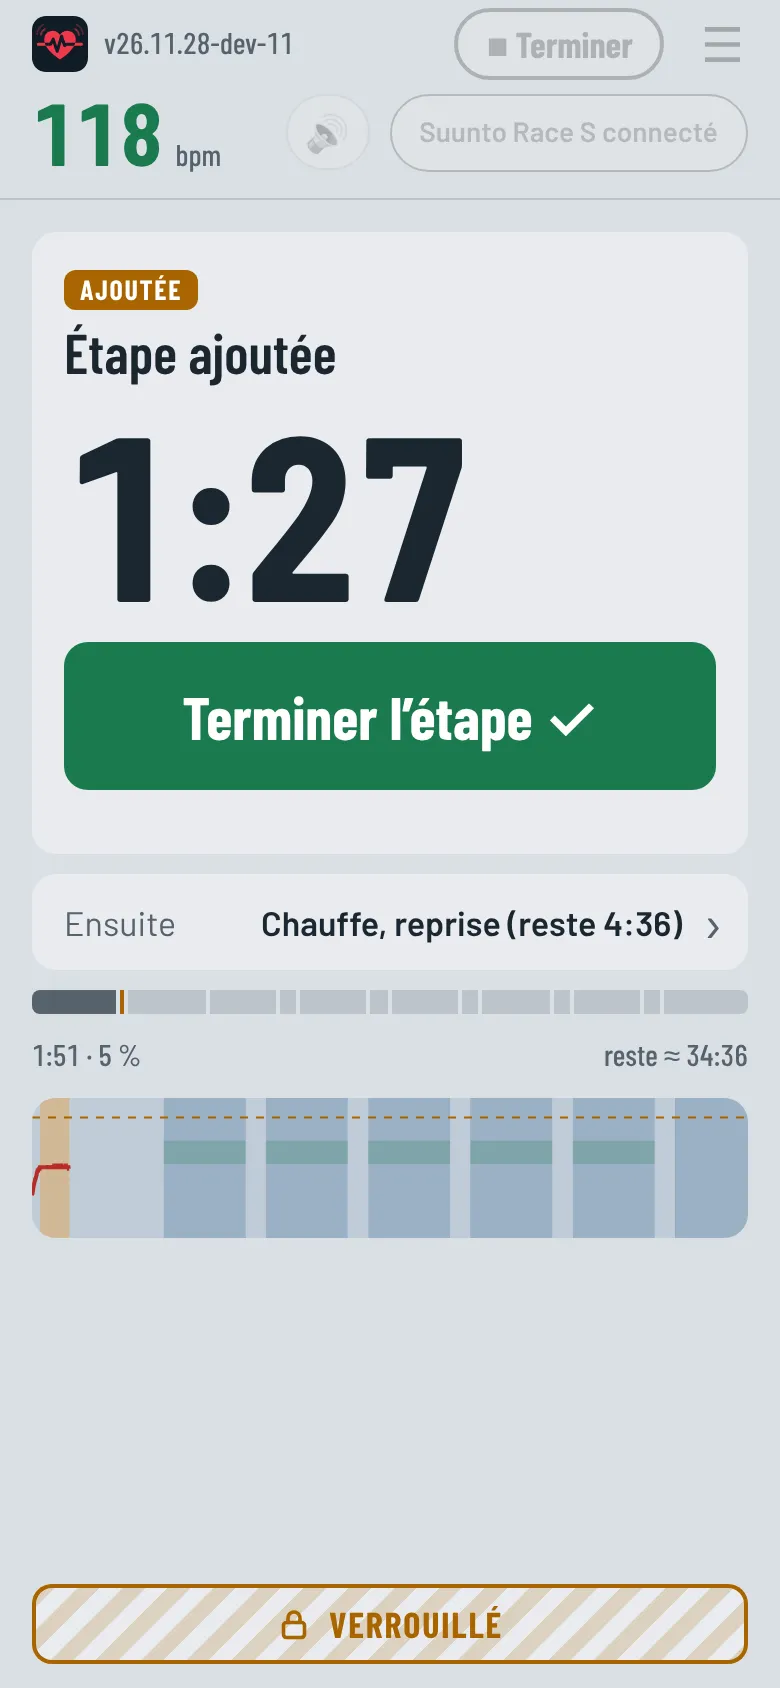 v26.11.28-dev-11
■ Terminer
118 bpm
Suunto Race S connecté
AJOUTÉE
Étape ajoutée
1:27
Terminer l’étape ✓
Ensuite Chauffe, reprise (reste 4:36) ›
1:51 · 5 % reste ≈ 34:36
VERROUILLÉ